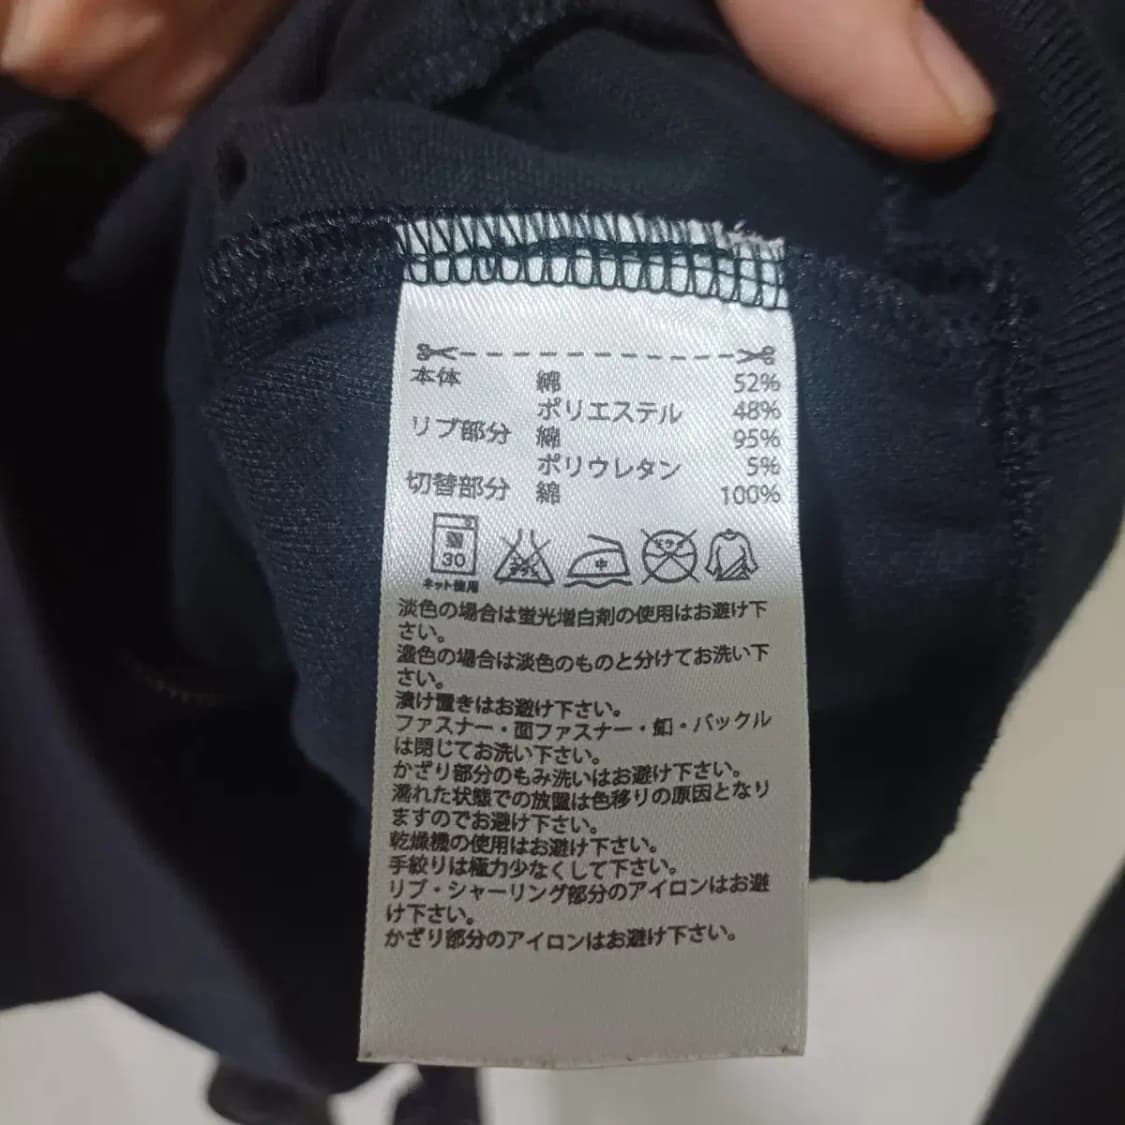 本体 綿 52%
ポリエステル 48%
リブ部分 綿 95%
ポリウレタン 5%
切替部分 綿 100%
30
中
ネット使用
淡色の場合は蛍光増白剤の使用はお避け下
さい。
濃色の場合は淡色のものと分けてお洗い下
さい。
漬け置きはお避け下さい。
ファスナー・面ファスナー・釦・バックル
は閉じてお洗い下さい。
かざり部分のもみ洗いはお避け下さい。
濡れた状態での放置は色移りの原因となり
ますのでお避け下さい。
乾燥機の使用はお避け下さい。
手絞りは極力少なくして下さい。
リブ・シャーリング部分のアイロンはお避
け下さい。
かざり部分のアイロンはお避け下さい。